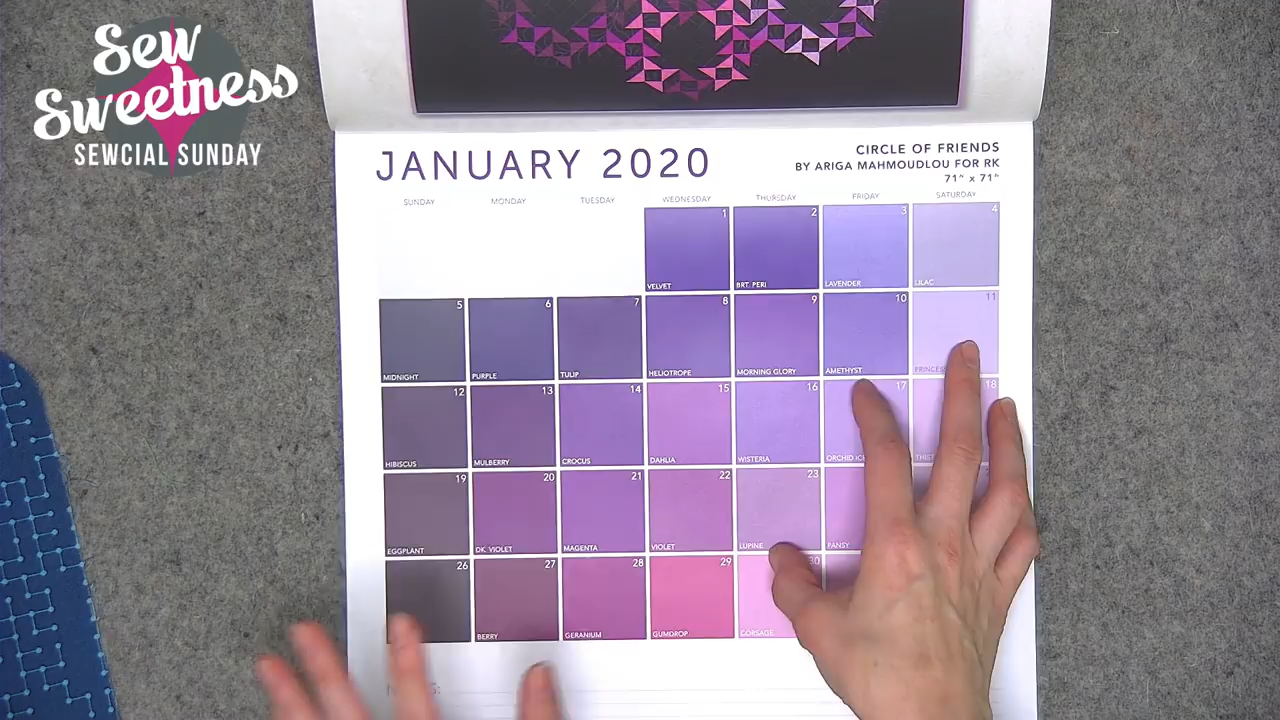 Sew
Sweetness
SEWCIAL SUNDAY
JANUARY 2020
CIRCLE OF FRIENDS
BY ARIGA MAHMOUDLOU FOR RK
71" x 71"
SUNDAY MONDAY TUESDAY WEDNESDAY THURSDAY FRIDAY SATURDAY
1 2 3 4
VELVET BRT. PERI LAVENDER LILAC
5 6 7 8 9 10 11
MIDNIGHT PURPLE TULIP HELIOTROPE MORNING GLORY AMETHYST
12 13 14 15 16 17 18
HIBISCUS MULBERRY CROCUS DAHLIA WISTERIA ORCHID
19 20 21 22 23
EGGPLANT DK. VIOLET MAGENTA VIOLET LUPINE PANSY
26 27 28 29 30
BERRY GERANIUM GUMDROP CORSAGE
NOTES: